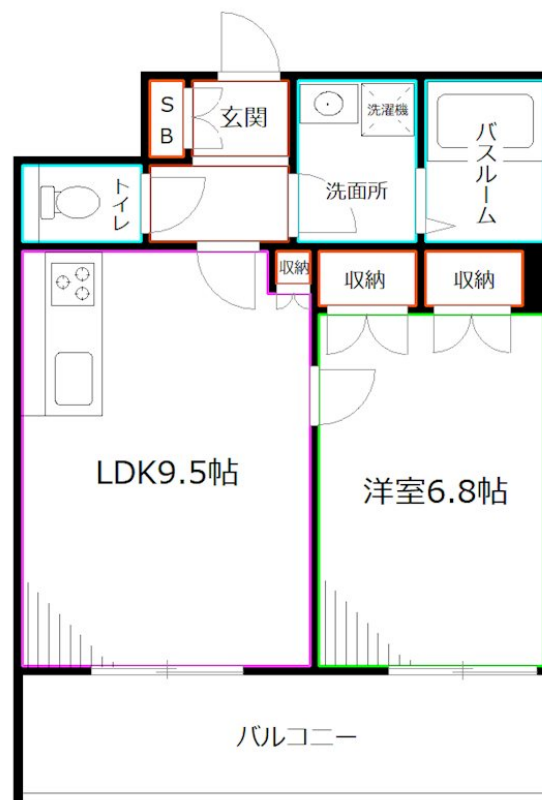 SB
玄関
洗濯機
バスルーム
トイレ
洗面所
収納
収納
収納
LDK9.5帖
洋室6.8帖
バルコニー